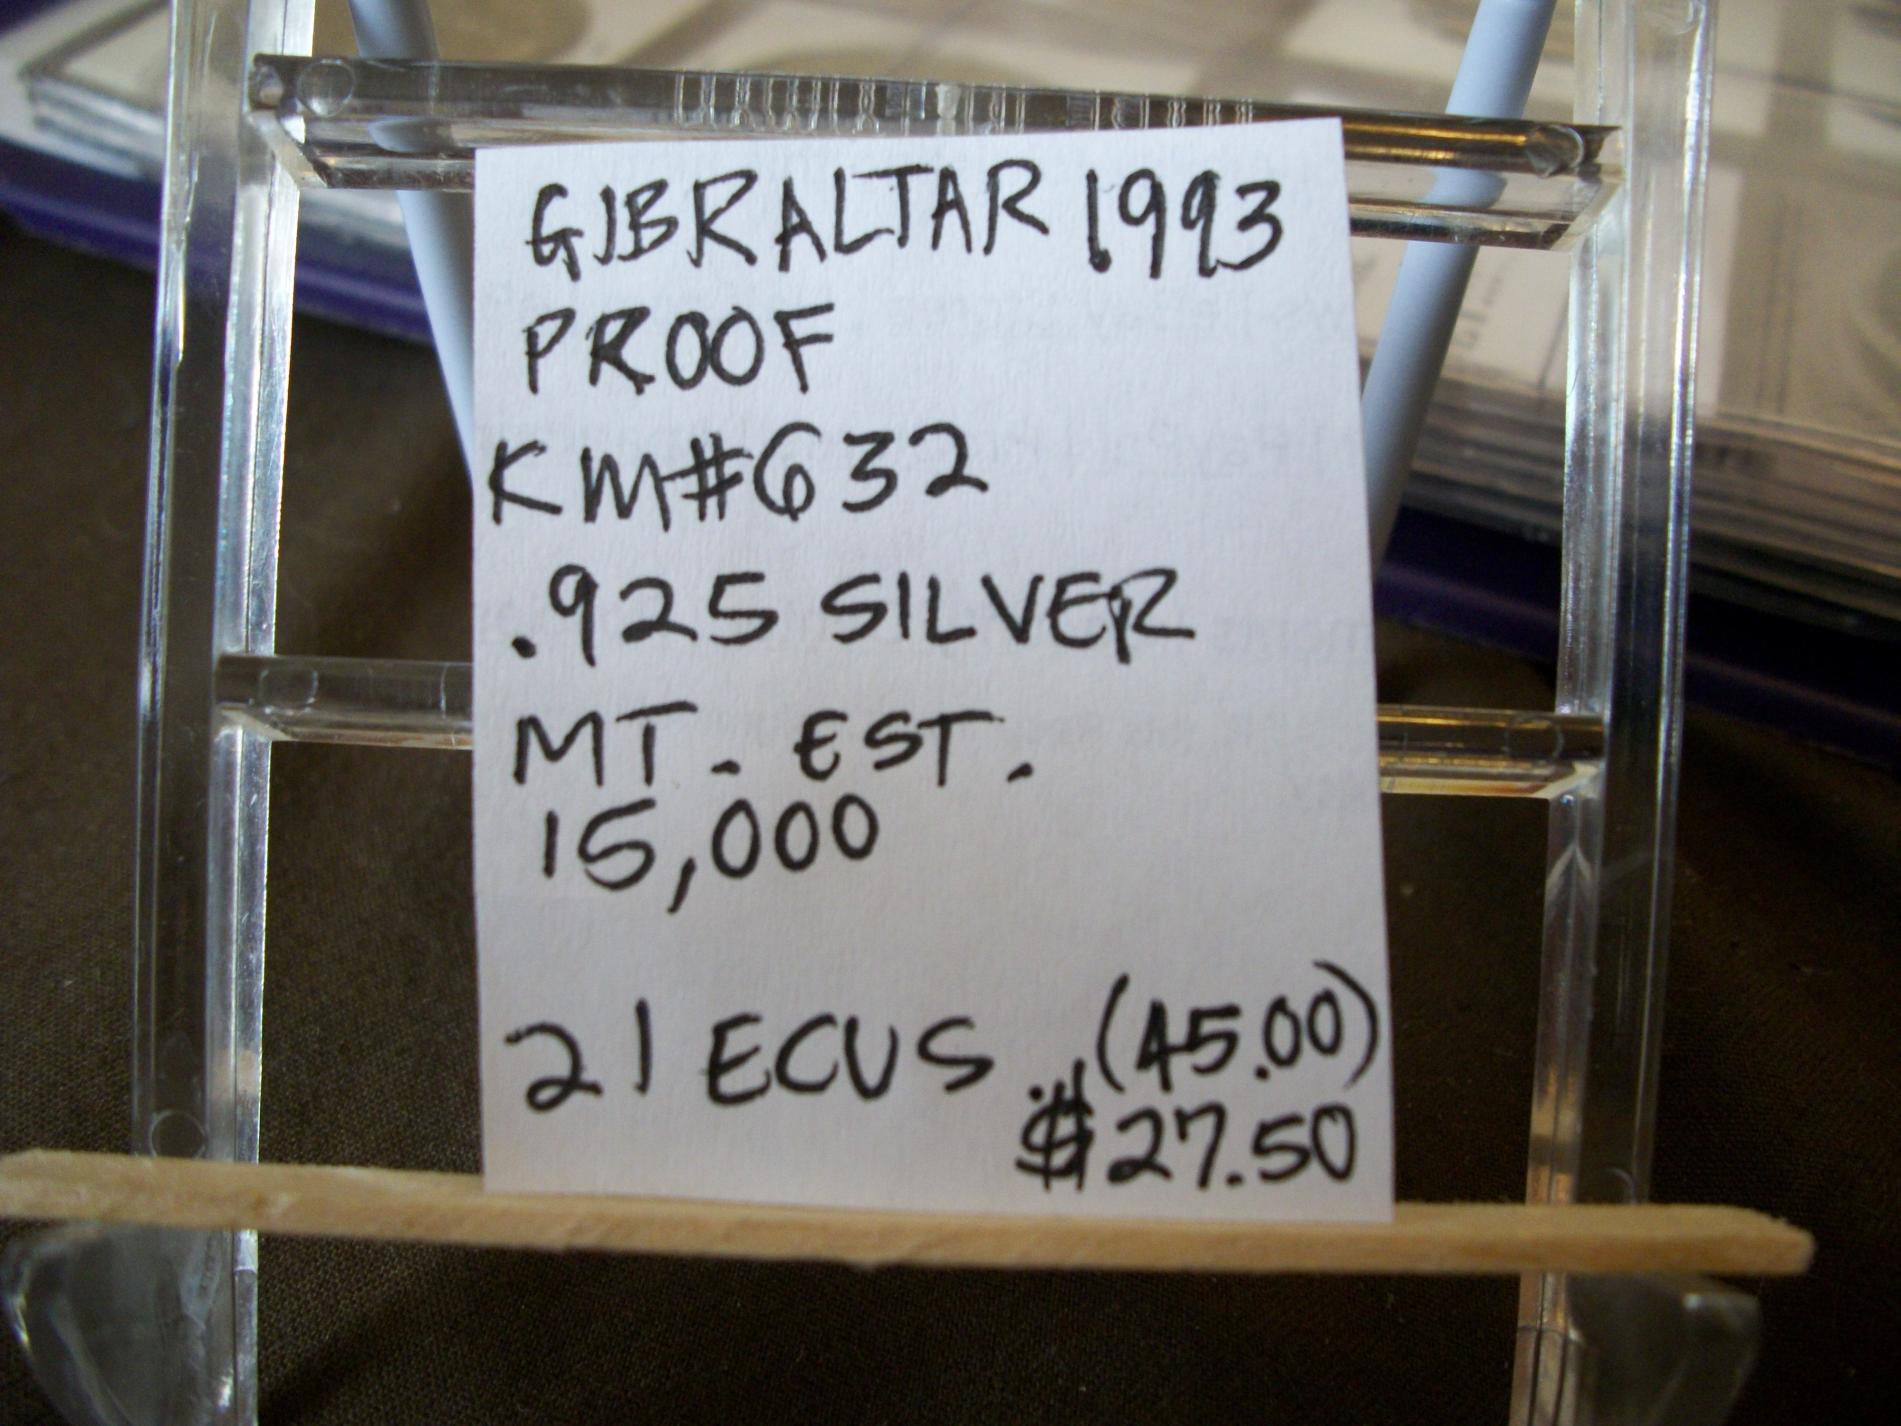 GIBRALTAR 1993
PROOF
KM#632
.925 SILVER
MT. EST.
15,000
21 ECUS (45.00)
$27.50